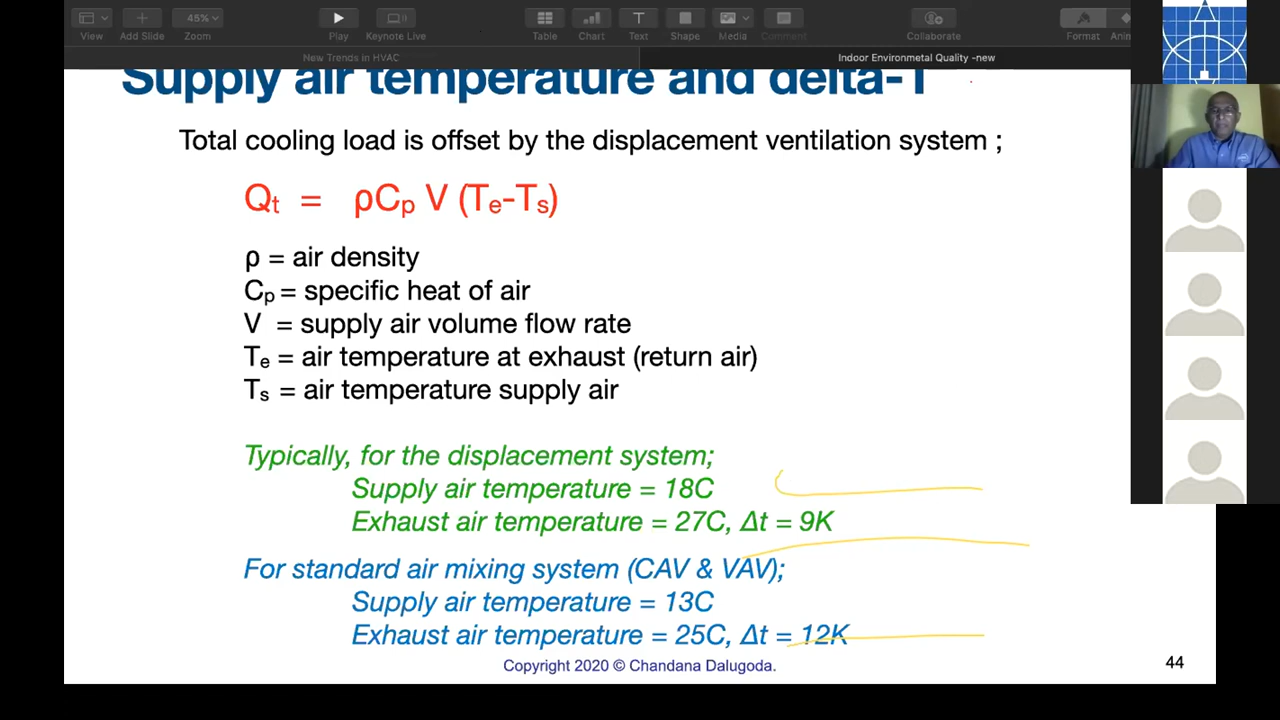 View
Add Slide
45%
Zoom
Play
Keynote Live
Table
Chart
Text
Shape
Media
Comment
Collaborate
Format
Anin
New Trends in HVAC
Indoor Environmetal Quality -new
Supply air temperature and delta-T
Total cooling load is offset by the displacement ventilation system ;
Qt = ρCp V (Te-Ts)
ρ = air density
Cp = specific heat of air
V = supply air volume flow rate
Te = air temperature at exhaust (return air)
Ts = air temperature supply air
Typically, for the displacement system;
Supply air temperature = 18C
Exhaust air temperature = 27C, Δt = 9K
For standard air mixing system (CAV & VAV);
Supply air temperature = 13C
Exhaust air temperature = 25C, Δt = 12K
Copyright 2020 © Chandana Dalugoda.
44